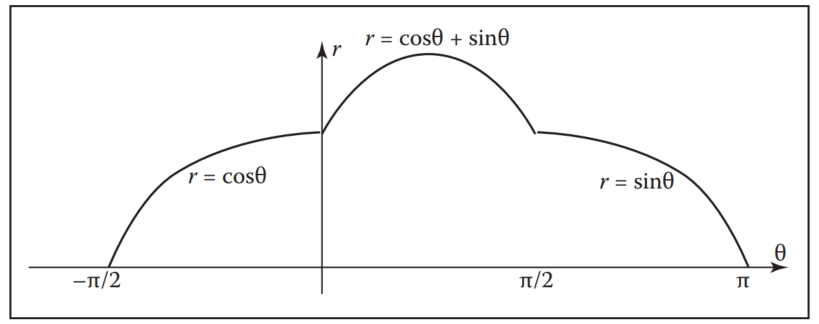 r = cosθ + sinθ
r
r = cosθ
r = sinθ
θ
−π/2
π/2
π